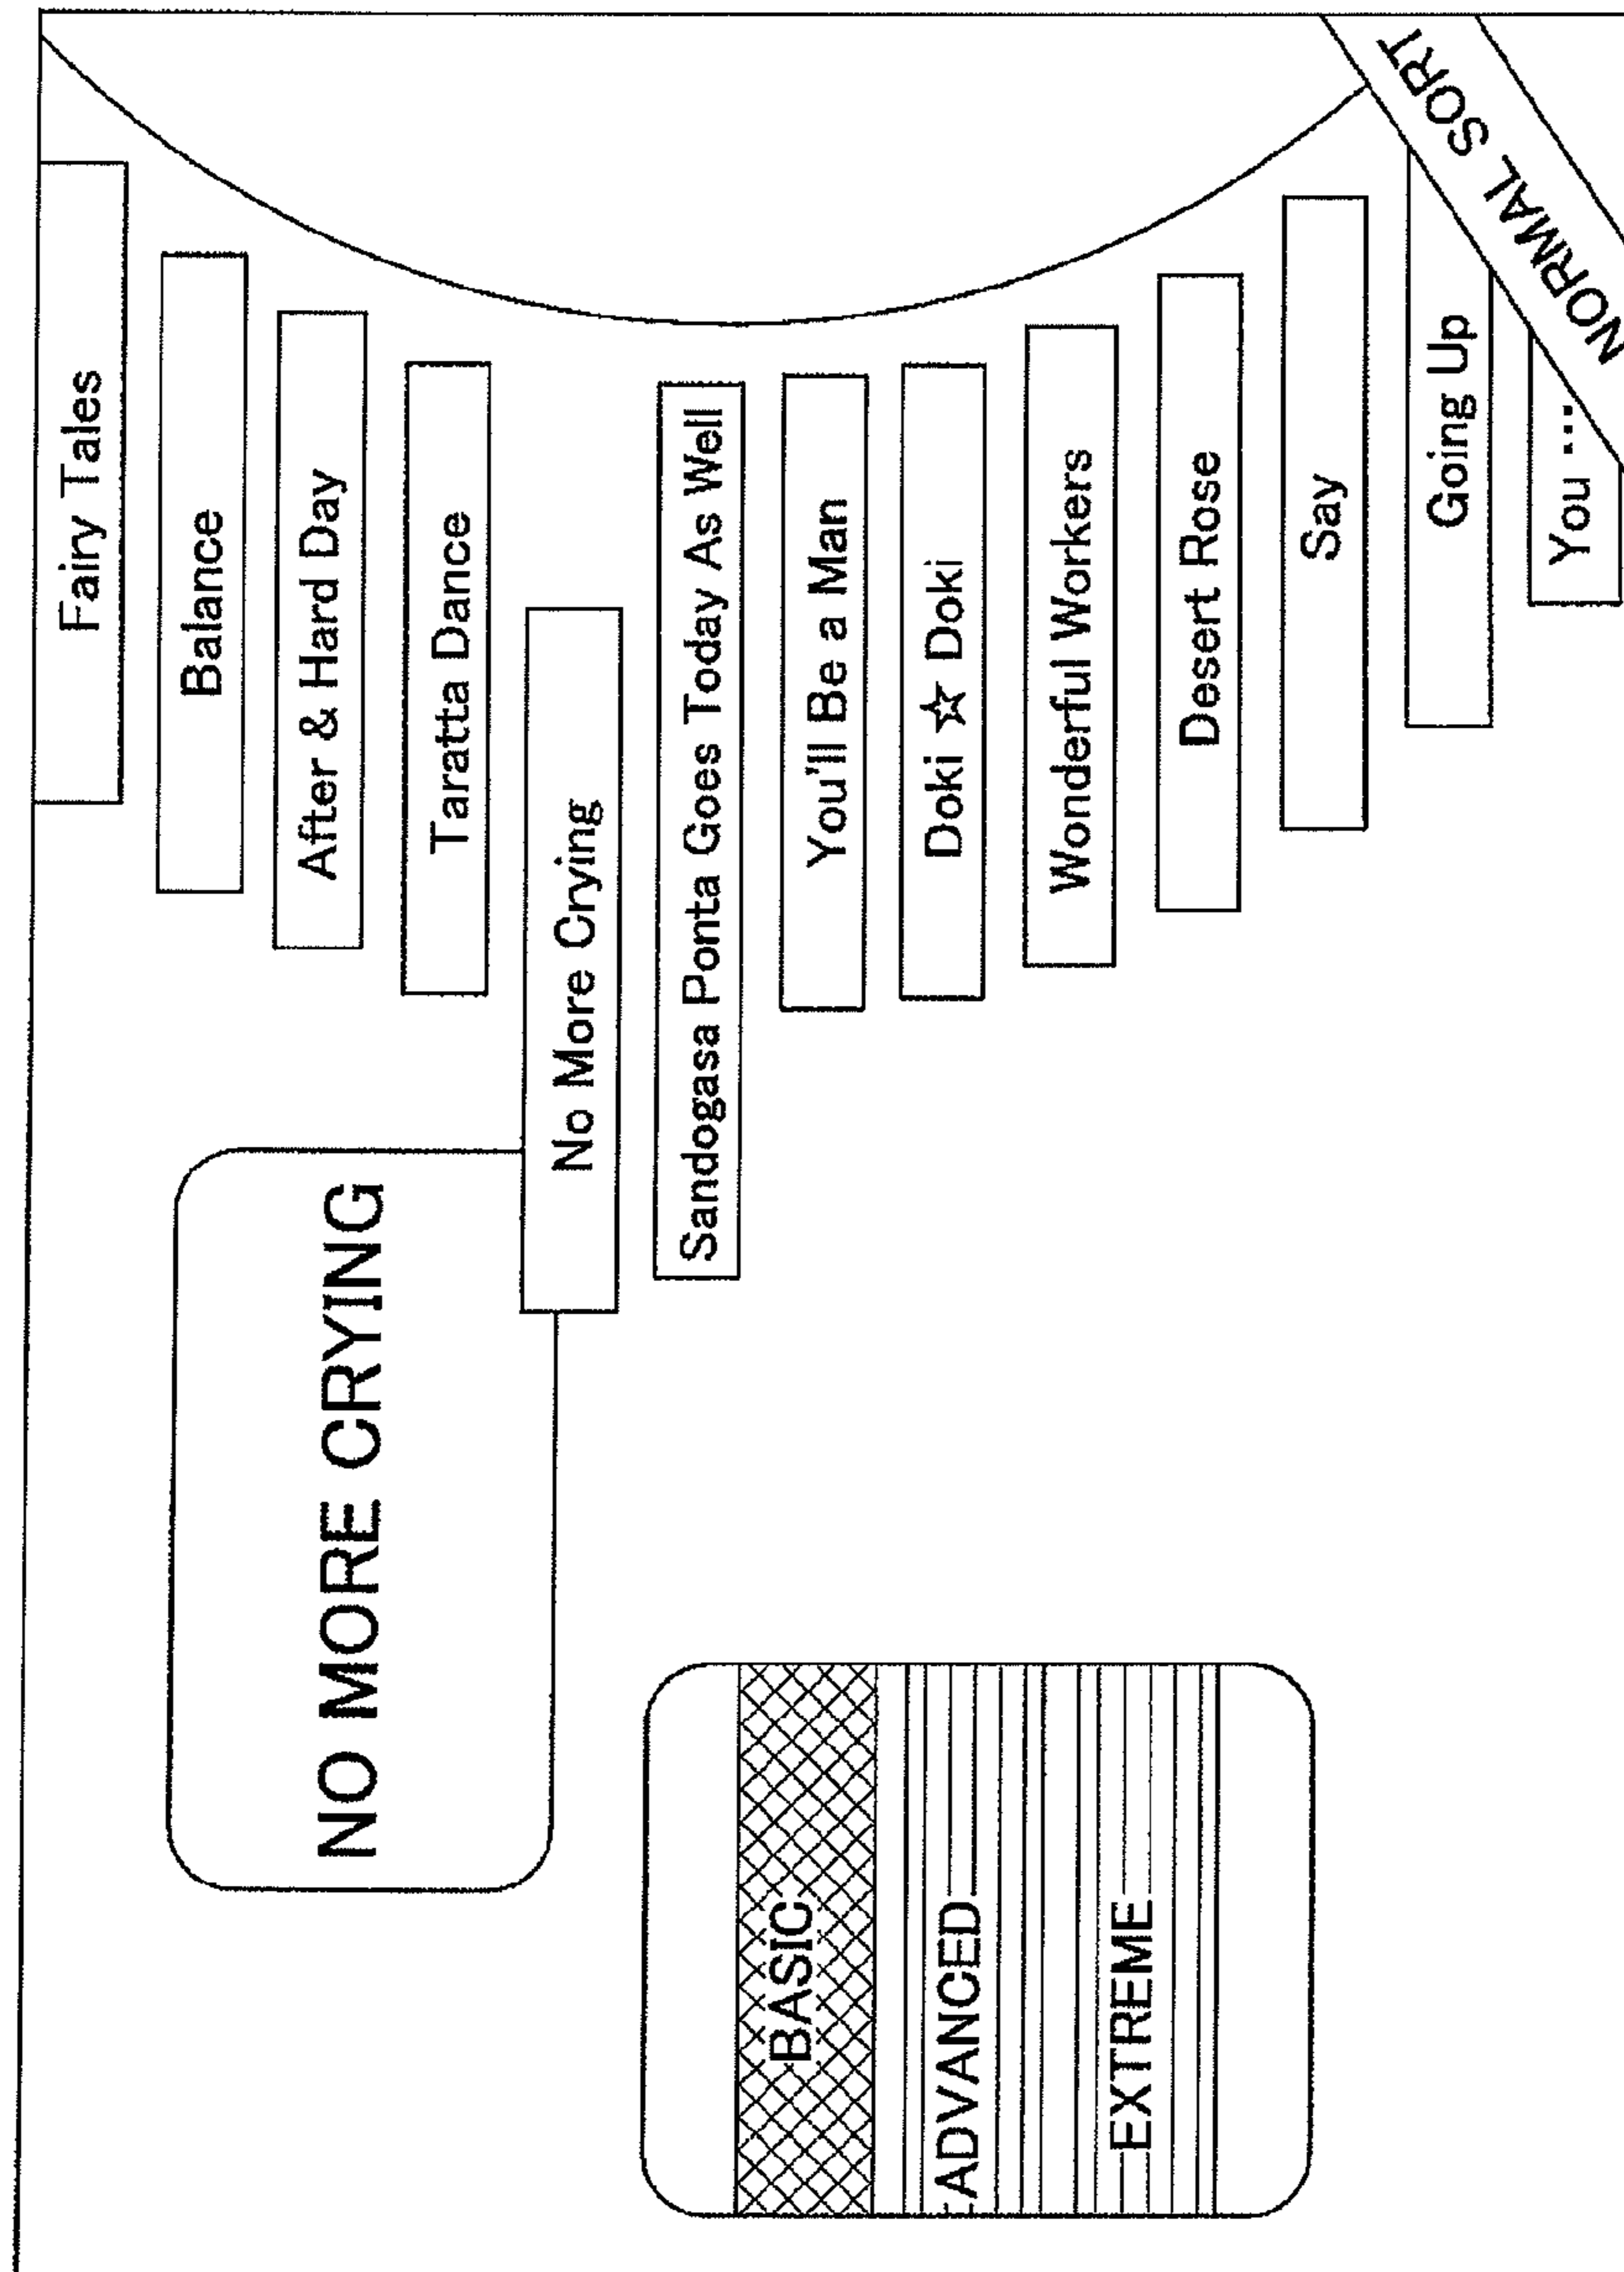 Fairy Tales
Balance
After & Hard Day
Taratta Dance
NO MORE CRYING
No More Crying
Sandogasa Ponta Goes Today As Well
You'll Be a Man
Doki ☆ Doki
Wonderful Workers
Desert Rose
Say
Going Up
You ...
NORMAL SORT
BASIC
ADVANCED
EXTREME